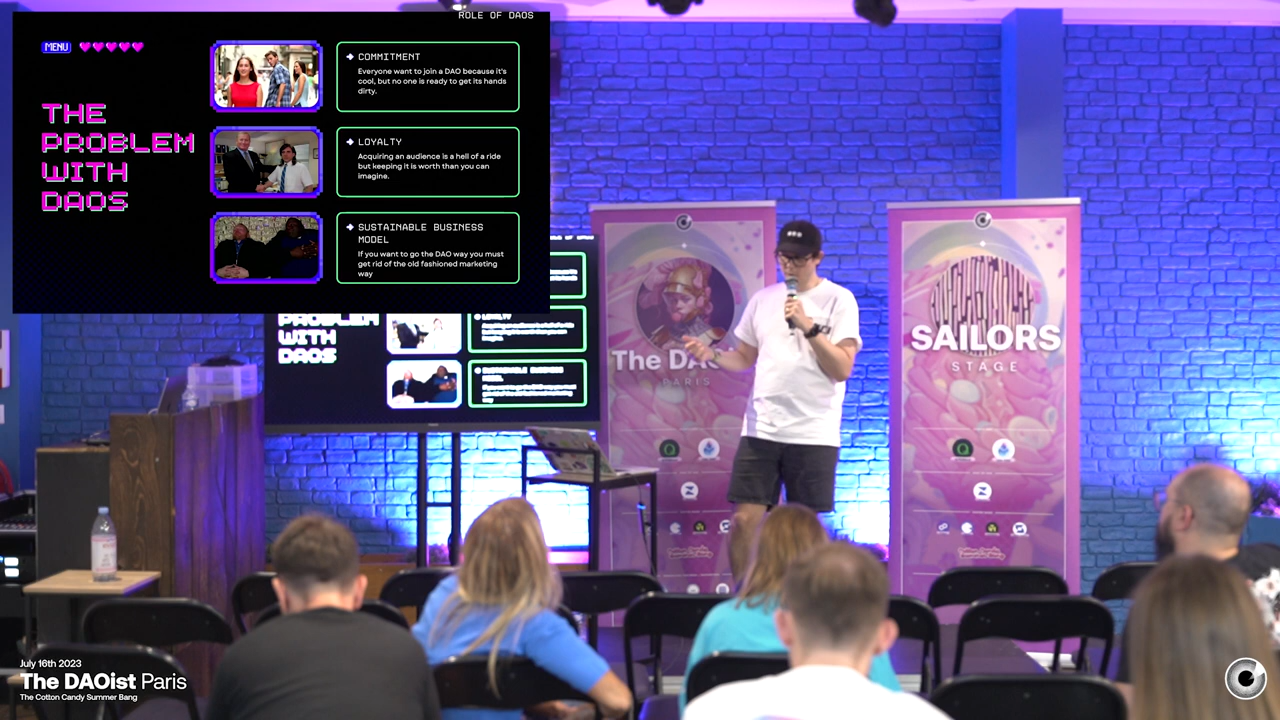 ROLE OF DAOS
MENU
THE
PROBLEM
WITH
DAOS
COMMITMENT
Everyone want to join a DAO because it's
cool, but no one is ready to get its hands
dirty.
LOYALTY
Acquiring an audience is a hell of a ride
but keeping it is worth than you can
imagine.
SUSTAINABLE BUSINESS
MODEL
If you want to go the DAO way you must
get rid of the old fashioned marketing
way
PROBLEM
WITH
DAOS
LOYALTY
SUSTAINABLE BUSINESS
MODEL
The DAO
PARIS
SAILORS
STAGE
July 16th 2023
The DAOist Paris
The Cotton Candy Summer Bang